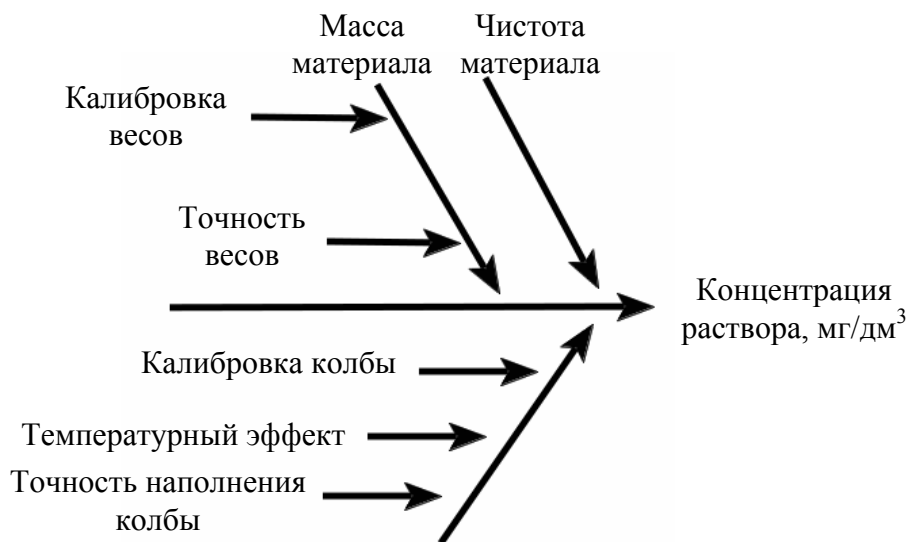 Масса
материала
Чистота
материала
Калибровка
весов
Точность
весов
Концентрация
раствора, мг/дм³
Калибровка колбы
Температурный эффект
Точность наполнения
колбы